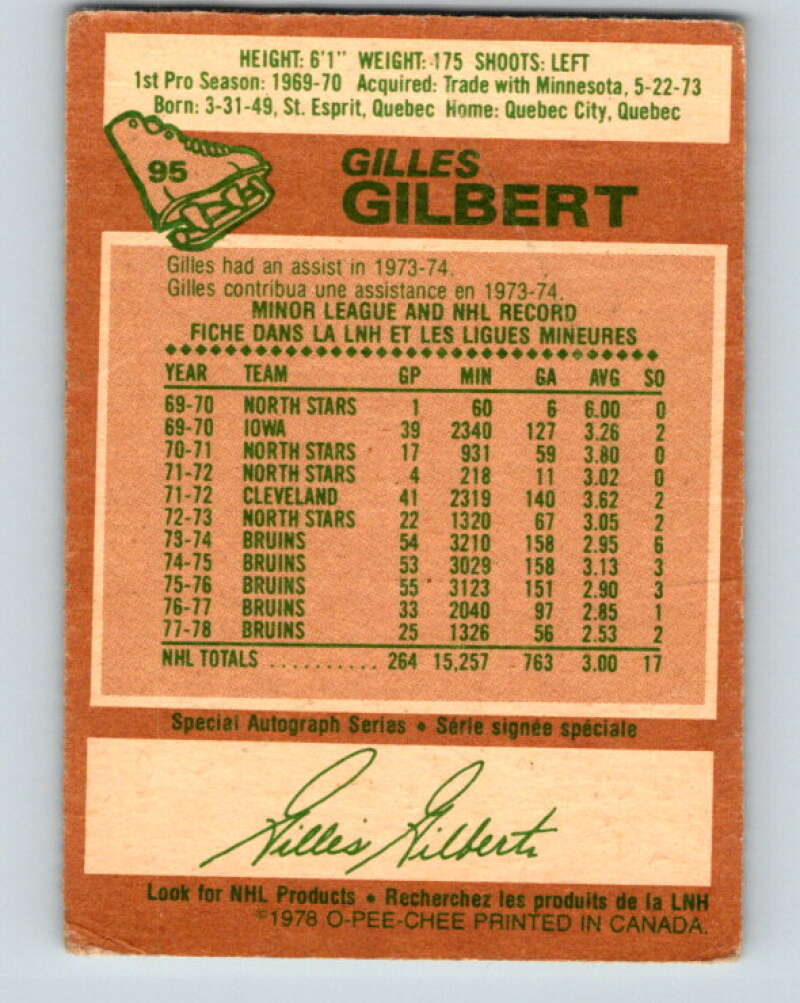 HEIGHT: 6'1" WEIGHT: 175 SHOOTS: LEFT
1st Pro Season: 1969-70 Acquired: Trade with Minnesota, 5-22-73
Born: 3-31-49, St. Esprit, Quebec Home: Quebec City, Quebec
95
GILLES
GILBERT
Gilles had an assist in 1973-74.
Gilles contribua une assistance en 1973-74.
MINOR LEAGUE AND NHL RECORD
FICHE DANS LA LNH ET LES LIGUES MINEURES
YEAR TEAM GP MIN GA AVG SO
69-70 NORTH STARS 1 60 6 6.00 0
69-70 IOWA 39 2340 127 3.26 2
70-71 NORTH STARS 17 931 59 3.80 0
71-72 NORTH STARS 4 218 11 3.02 0
71-72 CLEVELAND 41 2319 140 3.62 2
72-73 NORTH STARS 22 1320 67 3.05 2
73-74 BRUINS 54 3210 158 2.95 6
74-75 BRUINS 53 3029 158 3.13 3
75-76 BRUINS 55 3123 151 2.90 3
76-77 BRUINS 33 2040 97 2.85 1
77-78 BRUINS 25 1326 56 2.53 2
NHL TOTALS .......... 264 15,257 763 3.00 17
Special Autograph Series • Série signée spéciale
Gilles Gilbert
Look for NHL Products • Recherchez les produits de la LNH
©1978 O-PEE-CHEE PRINTED IN CANADA.